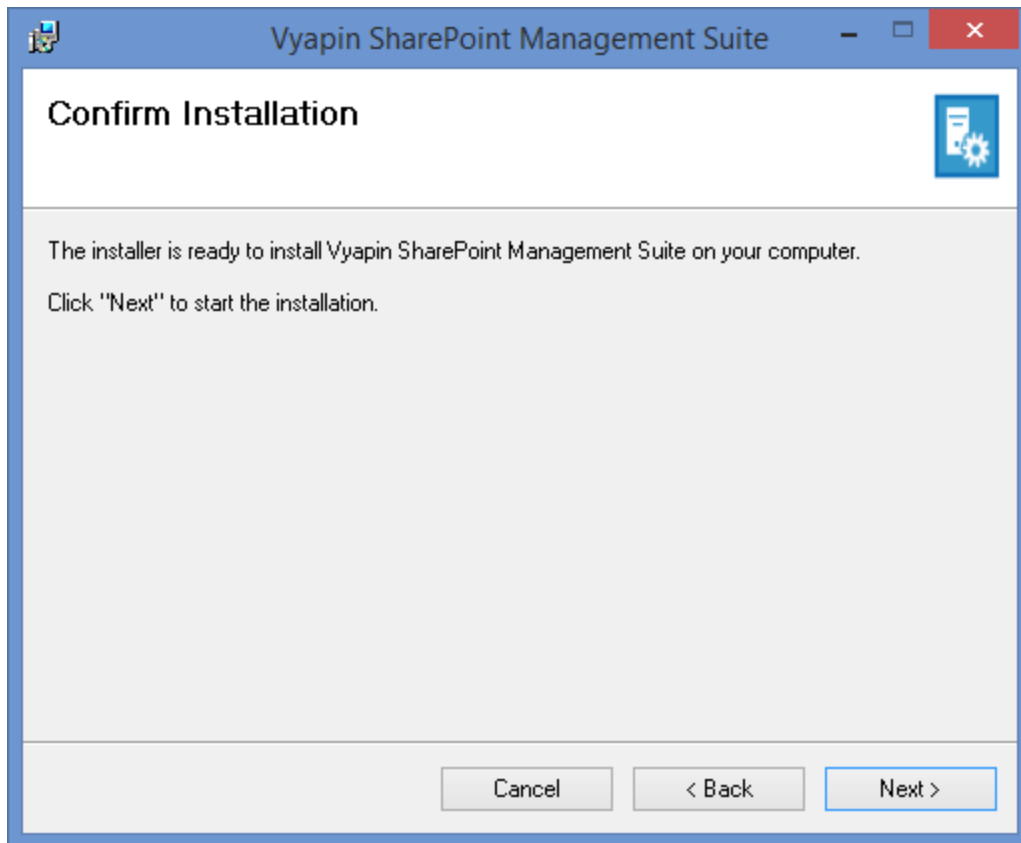 Vyapin SharePoint Management Suite
Confirm Installation
The installer is ready to install Vyapin SharePoint Management Suite on your computer.
Click "Next" to start the installation.
Cancel
< Back
Next >